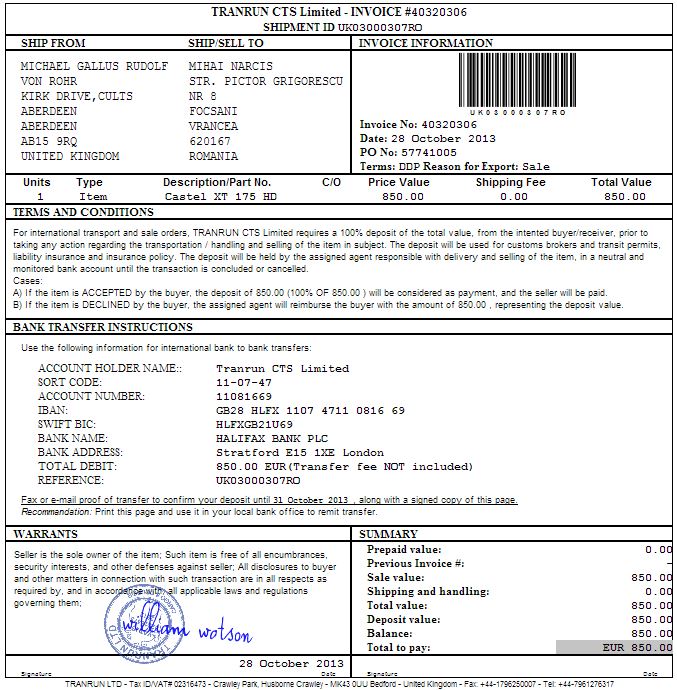 TRANRUN CTS Limited - INVOICE #40320306
SHIPMENT ID UK03000307RO
SHIP FROM SHIP/SELL TO INVOICE INFORMATION
MICHAEL GALLUS RUDOLF MIHAI NARCIS
VON ROHR STR. PICTOR GRIGORESCU
KIRK DRIVE,CULTS NR 8
ABERDEEN FOCSANI
ABERDEEN VRANCEA
AB15 9RQ 620167
UNITED KINGDOM ROMANIA
UK03000307RO
Invoice No: 40320306
Date: 28 October 2013
PO No: 57741005
Terms: DDP Reason for Export: Sale
Units Type Description/Part No. C/O Price Value Shipping Fee Total Value
1 Item Castel XT 175 HD 850.00 0.00 850.00
TERMS AND CONDITIONS
For international transport and sale orders, TRANRUN CTS Limited requires a 100% deposit of the total value, from the intented buyer/receiver, prior to
taking any action regarding the transportation / handling and selling of the item in subject. The deposit will be used for customs brokers and transit permits,
liability insurance and insurance policy. The deposit will be held by the assigned agent responsible with delivery and selling of the item, in a neutral and
monitored bank account until the transaction is concluded or cancelled.
Cases:
A) If the item is ACCEPTED by the buyer, the deposit of 850.00 (100% OF 850.00 ) will be considered as payment, and the seller will be paid.
B) If the item is DECLINED by the buyer, the assigned agent will reimburse the buyer with the amount of 850.00 , representing the deposit value.
BANK TRANSFER INSTRUCTIONS
Use the following information for international bank to bank transfers:
ACCOUNT HOLDER NAME:: Tranrun CTS Limited
SORT CODE: 11-07-47
ACCOUNT NUMBER: 11081669
IBAN: GB28 HLFX 1107 4711 0816 69
SWIFT BIC: HLFXGB21U69
BANK NAME: HALIFAX BANK PLC
BANK ADDRESS: Stratford E15 1XE London
TOTAL DEBIT: 850.00 EUR(Transfer fee NOT included)
REFERENCE: UK03000307RO
Fax or e-mail proof of transfer to confirm your deposit until 31 October 2013 , along with a signed copy of this page.
Recommandation: Print this page and use it in your local bank office to remit transfer.
WARRANTS
Seller is the sole owner of the item; Such item is free of all encumbrances,
security interests, and other defenses against seller; All disclosures to buyer
and other matters in connection with such transaction are in all respects as
required by, and in accordance with, all applicable laws and regulations
governing them;
TRANRUN LTD
william wotson
28 October 2013
Signature Date
SUMMARY
Prepaid value: 0.00
Previous Invoice #: -
Sale value: 850.00
Shipping and handling: 0.00
Total value: 850.00
Deposit value: 850.00
Balance: 850.00
Total to pay: EUR 850.00
Signature Date
TRANRUN LTD - Tax ID/VAT# 02316473 - Crawley Park, Husborne Crawley - MK43 0UU Bedford - United Kingdom - Fax: +44-1796250007 - Tel: +44-7961276317